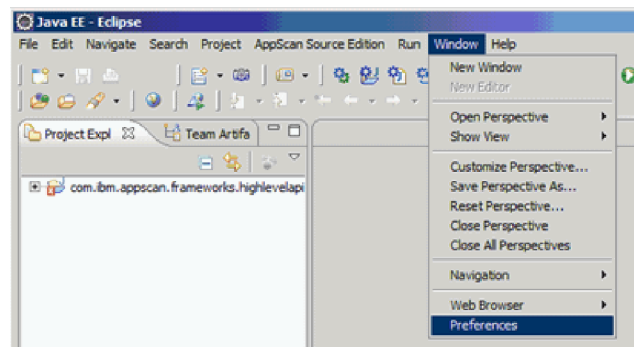 Java EE - Eclipse
File Edit Navigate Search Project AppScan Source Edition Run Window Help
New Window
New Editor
Open Perspective
Show View
Customize Perspective...
Save Perspective As...
Reset Perspective...
Close Perspective
Close All Perspectives
Navigation
Web Browser
Preferences
Project Expl
Team Artifa
com.ibm.appscan.frameworks.highlevelapi